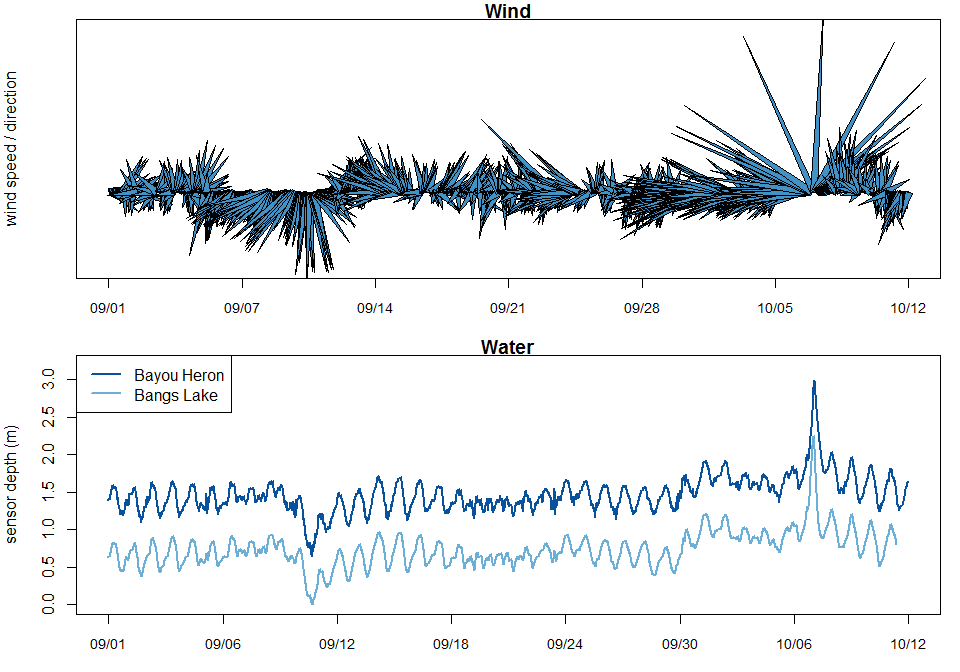 Wind
wind speed / direction
09/01 09/07 09/14 09/21 09/28 10/05 10/12
Water
Bayou Heron
Bangs Lake
sensor depth (m)
3.0
2.5
2.0
1.5
1.0
0.5
0.0
09/01 09/06 09/12 09/18 09/24 09/30 10/06 10/12